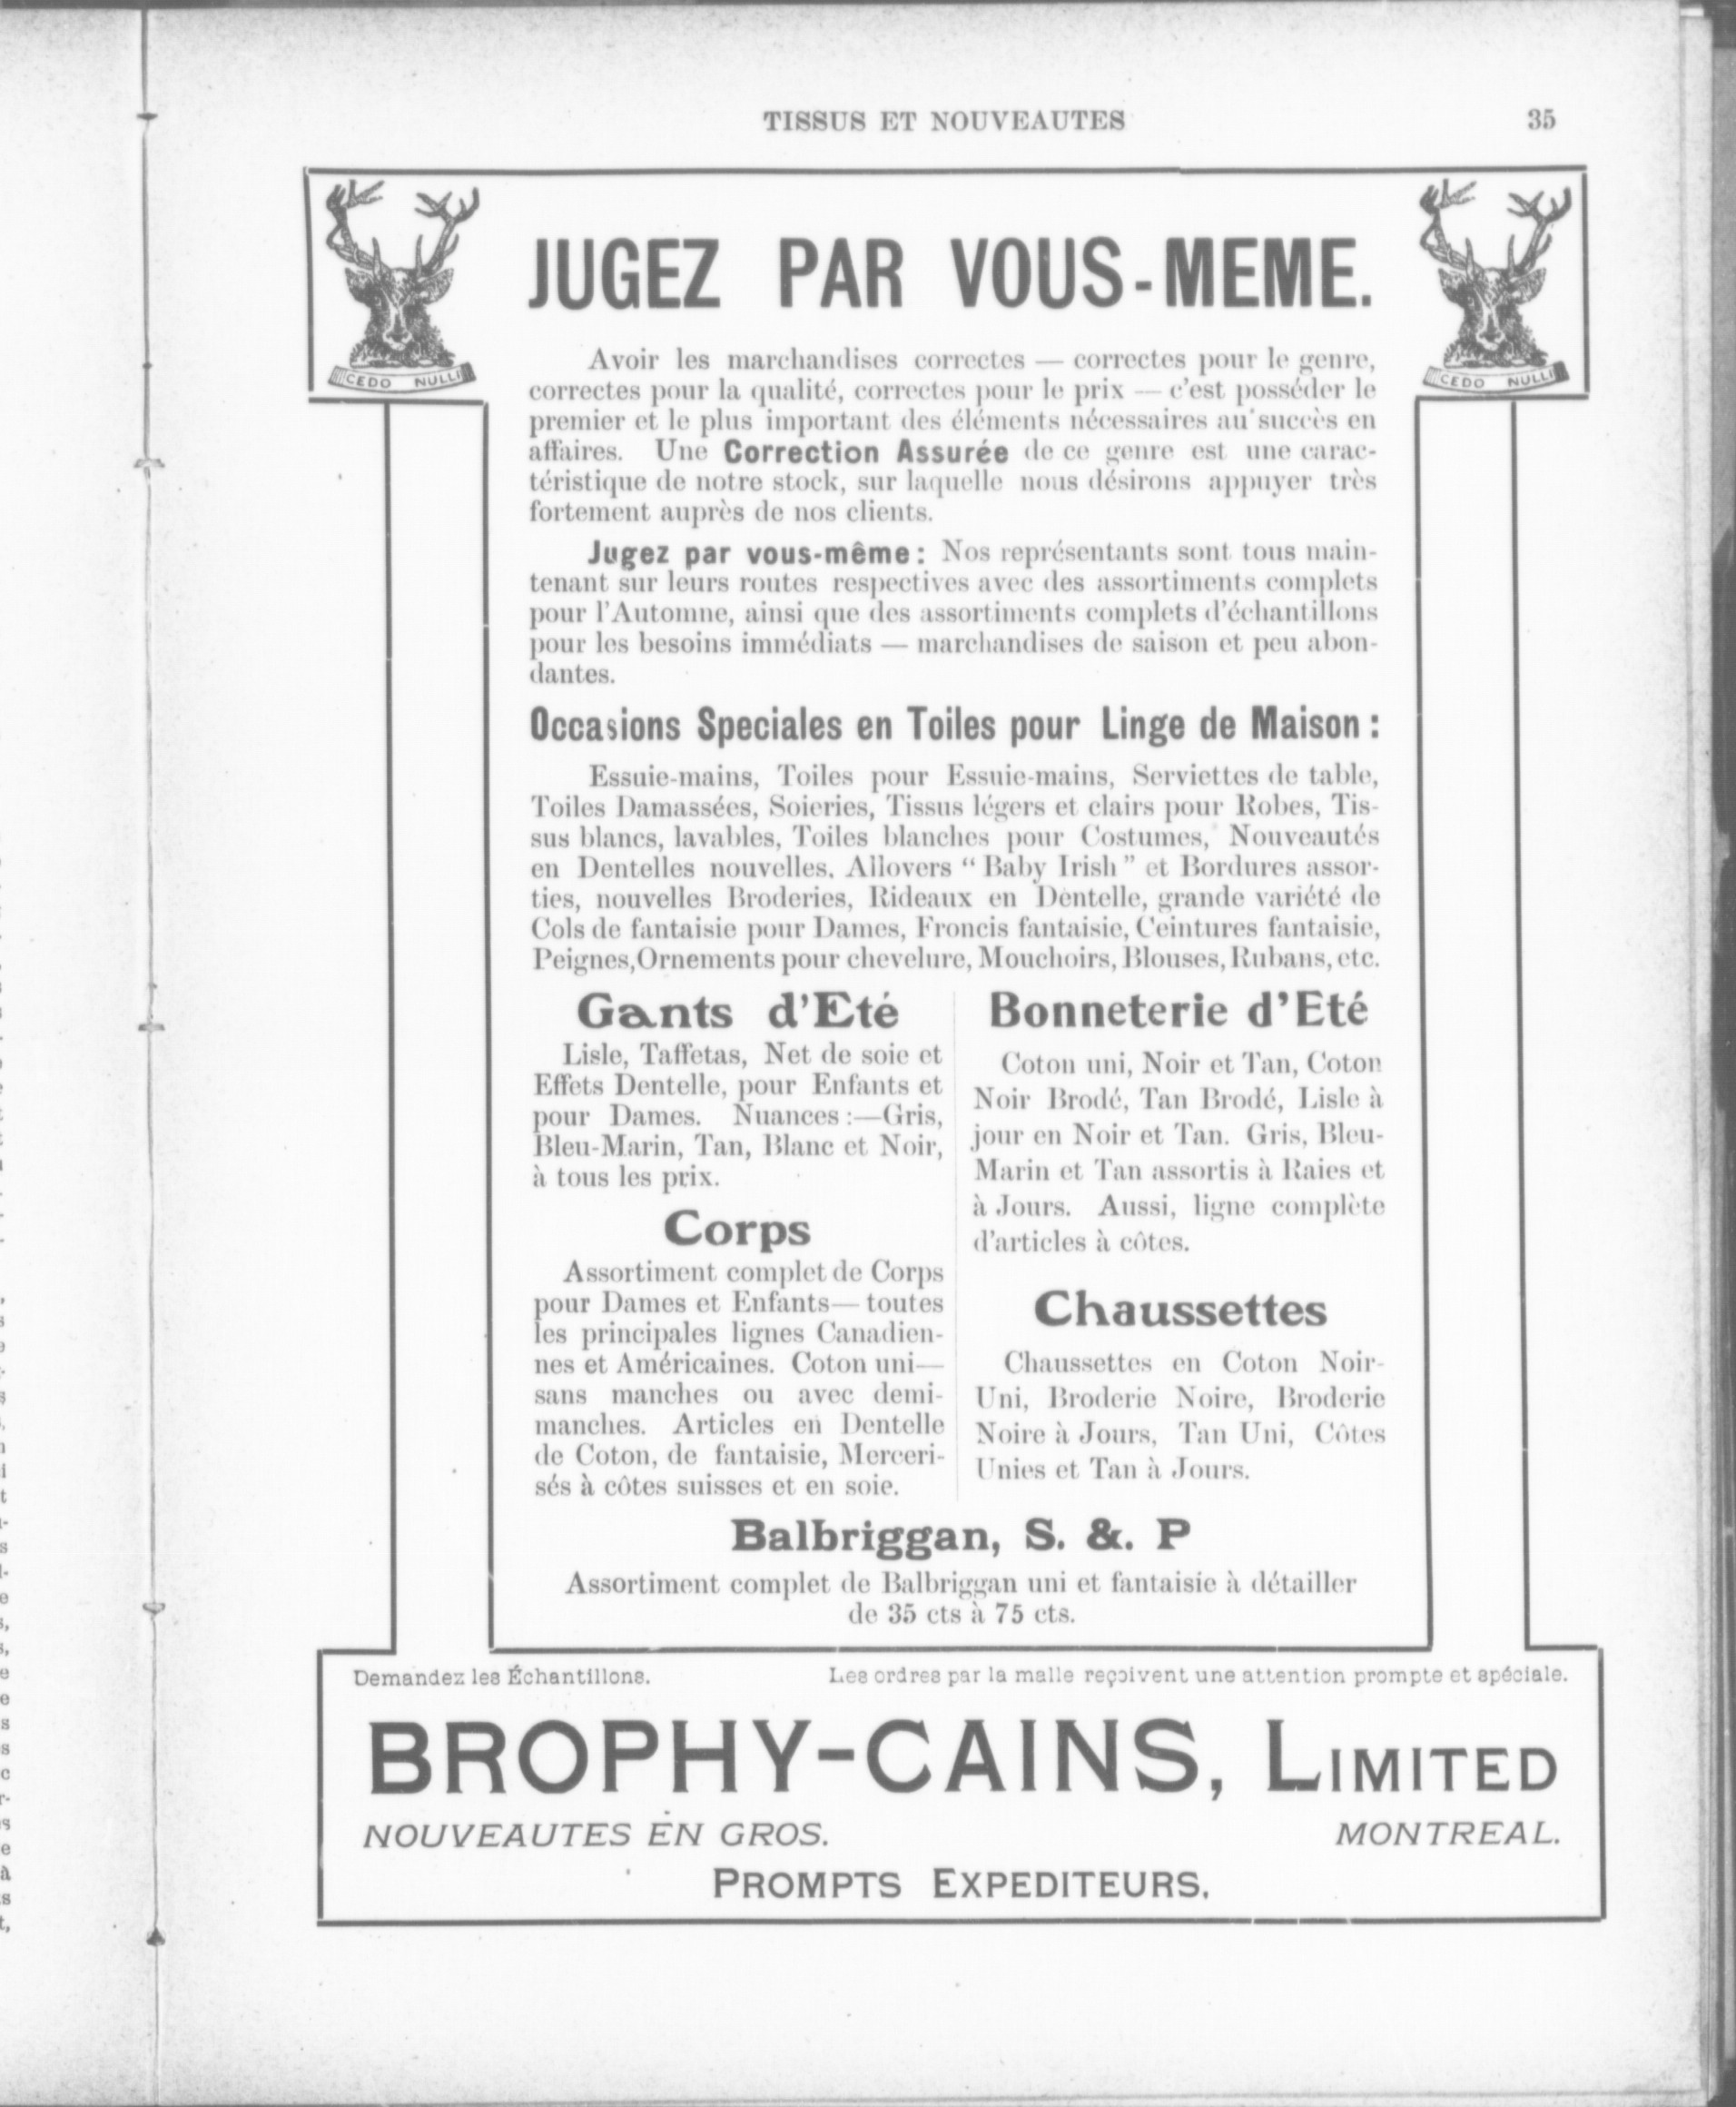 TISSUS ET NOUVEAUTES 35
CEDO NULLI
CEDO NULLI
JUGEZ PAR VOUS-MEME.
Avoir les marchandises correctes — correctes pour le genre,
correctes pour la qualité, correctes pour le prix — c'est posséder le
premier et le plus important des éléments nécessaires au succès en
affaires. Une Correction Assurée de ce genre est une carac-
téristique de notre stock, sur laquelle nous désirons appuyer très
fortement auprès de nos clients.
Jugez par vous-même: Nos représentants sont tous main-
tenant sur leurs routes respectives avec des assortiments complets
pour l'Automne, ainsi que des assortiments complets d'échantillons
pour les besoins immédiats — marchandises de saison et peu abon-
dantes.
Occasions Speciales en Toiles pour Linge de Maison:
Essuie-mains, Toiles pour Essuie-mains, Serviettes de table,
Toiles Damassées, Soieries, Tissus légers et clairs pour Robes, Tis-
sus blancs, lavables, Toiles blanches pour Costumes, Nouveautés
en Dentelles nouvelles, Allovers "Baby Irish" et Bordures assor-
ties, nouvelles Broderies, Rideaux en Dentelle, grande variété de
Cols de fantaisie pour Dames, Froncis fantaisie, Ceintures fantaisie,
Peignes, Ornements pour chevelure, Mouchoirs, Blouses, Rubans, etc.
Gants d'Eté
Lisle, Taffetas, Net de soie et
Effets Dentelle, pour Enfants et
pour Dames. Nuances:—Gris,
Bleu-Marin, Tan, Blanc et Noir,
à tous les prix.
Corps
Assortiment complet de Corps
pour Dames et Enfants—toutes
les principales lignes Canadien-
nes et Américaines. Coton uni—
sans manches ou avec demi-
manches. Articles en Dentelle
de Coton, de fantaisie, Merceri-
sés à côtes suisses et en soie.
Bonneterie d'Eté
Coton uni, Noir et Tan, Coton
Noir Brodé, Tan Brodé, Lisle à
jour en Noir et Tan. Gris, Bleu-
Marin et Tan assortis à Raies et
à Jours. Aussi, ligne complète
d'articles à côtes.
Chaussettes
Chaussettes en Coton Noir-
Uni, Broderie Noire, Broderie
Noire à Jours, Tan Uni, Côtes
Unies et Tan à Jours.
Balbriggan, S. &. P
Assortiment complet de Balbriggan uni et fantaisie à détailler
de 35 cts à 75 cts.
Demandez les Échantillons. Les ordres par la malle reçoivent une attention prompte et spéciale.
BROPHY-CAINS, LIMITED
NOUVEAUTES EN GROS. MONTREAL.
PROMPTS EXPEDITEURS.